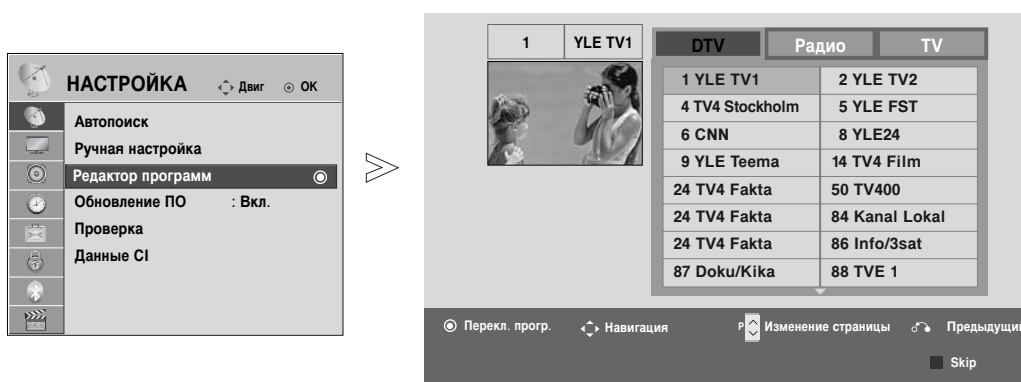 НАСТРОЙКА Двиг ОК
Автопоиск
Ручная настройка
Редактор программ
Обновление ПО : Вкл.
Проверка
Данные CI
1 YLE TV1
DTV Радио TV
1 YLE TV1 2 YLE TV2
4 TV4 Stockholm 5 YLE FST
6 CNN 8 YLE24
9 YLE Teema 14 TV4 Film
24 TV4 Fakta 50 TV400
24 TV4 Fakta 84 Kanal Lokal
24 TV4 Fakta 86 Info/3sat
87 Doku/Kika 88 TVE 1
Перекл. прогр. Навигация P Изменение страницы Предыдущи
Skip